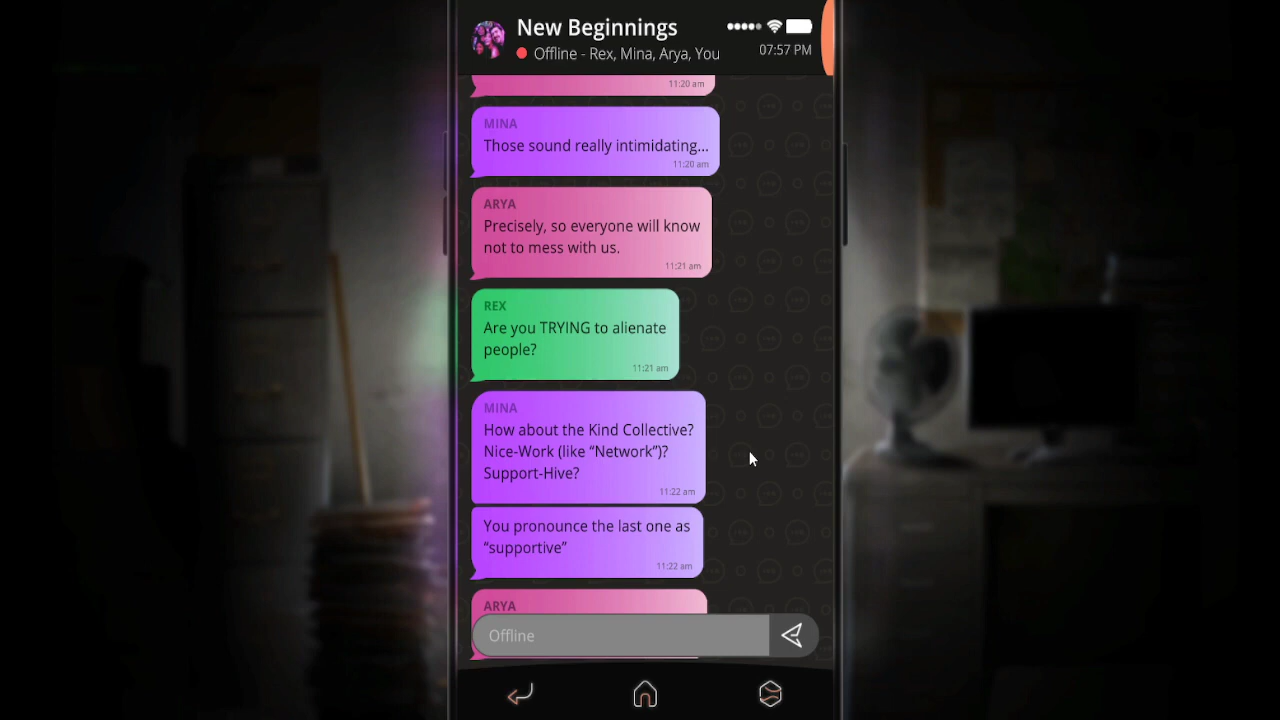 New Beginnings
Offline - Rex, Mina, Arya, You
07:57 PM
11:20 am
MINA
Those sound really intimidating...
11:20 am
ARYA
Precisely, so everyone will know
not to mess with us.
11:21 am
REX
Are you TRYING to alienate
people?
11:21 am
MINA
How about the Kind Collective?
Nice-Work (like “Network”)?
Support-Hive?
11:22 am
You pronounce the last one as
“supportive”
11:22 am
ARYA
Offline